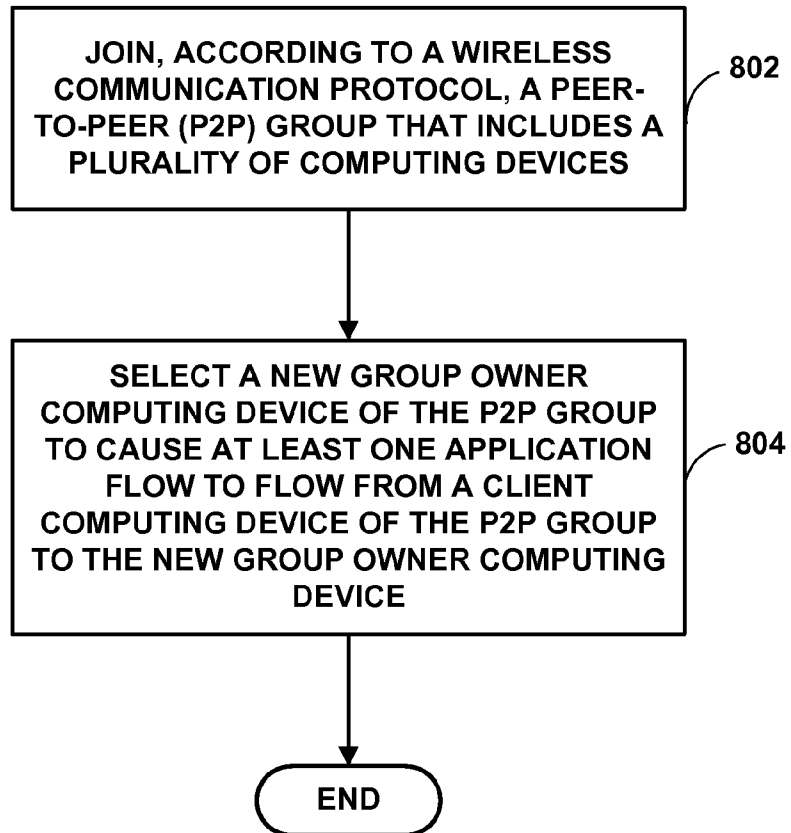 JOIN, ACCORDING TO A WIRELESS
COMMUNICATION PROTOCOL, A PEER-
TO-PEER (P2P) GROUP THAT INCLUDES A
PLURALITY OF COMPUTING DEVICES
802
SELECT A NEW GROUP OWNER
COMPUTING DEVICE OF THE P2P GROUP
TO CAUSE AT LEAST ONE APPLICATION
FLOW TO FLOW FROM A CLIENT
COMPUTING DEVICE OF THE P2P GROUP
TO THE NEW GROUP OWNER COMPUTING
DEVICE
804
END